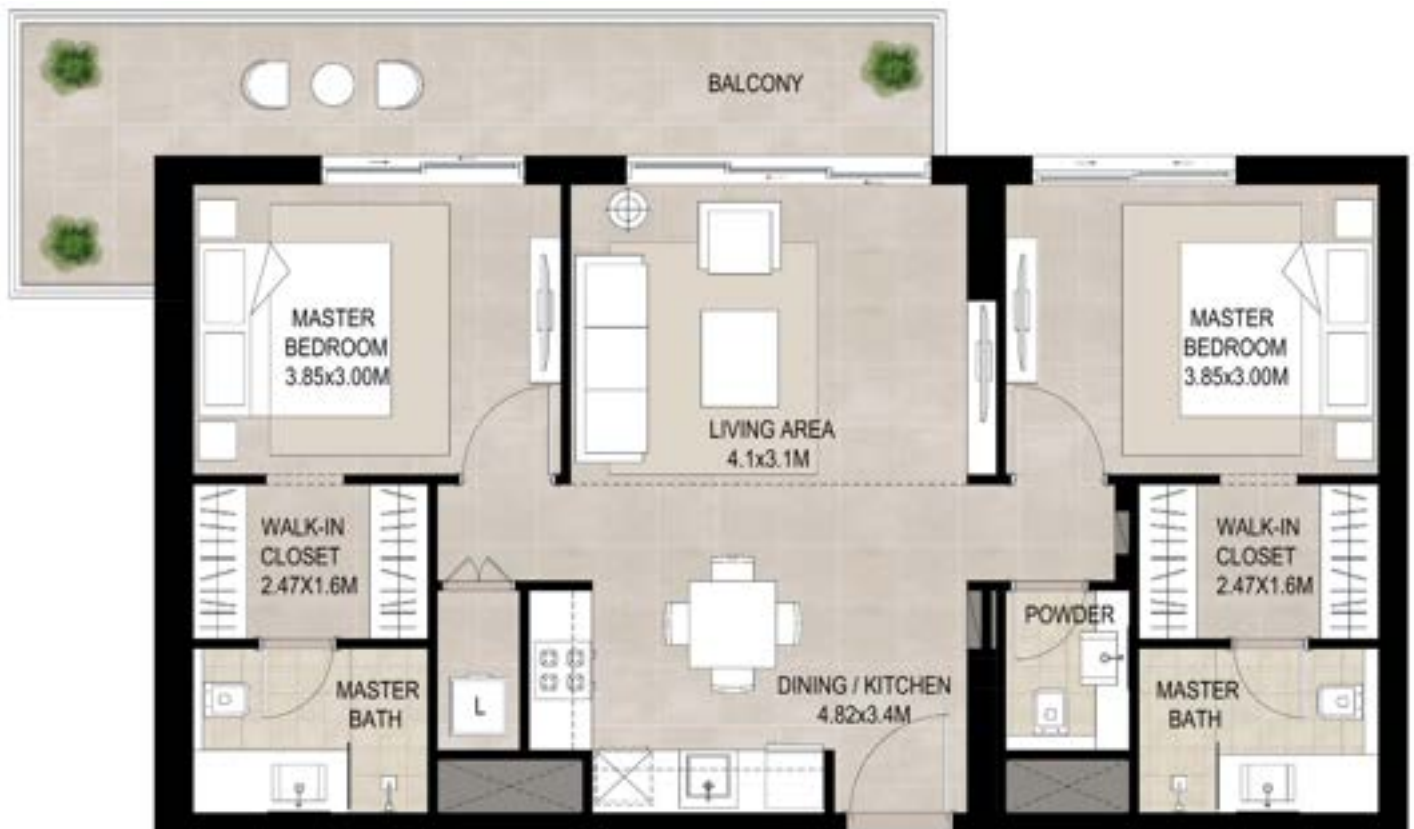 BALCONY
MASTER
BEDROOM
3.85x3.00M
LIVING AREA
4.1x3.1M
MASTER
BEDROOM
3.85x3.00M
WALK-IN
CLOSET
2.47X1.6M
WALK-IN
CLOSET
2.47X1.6M
POWDER
MASTER
BATH
L
DINING / KITCHEN
4.82x3.4M
MASTER
BATH